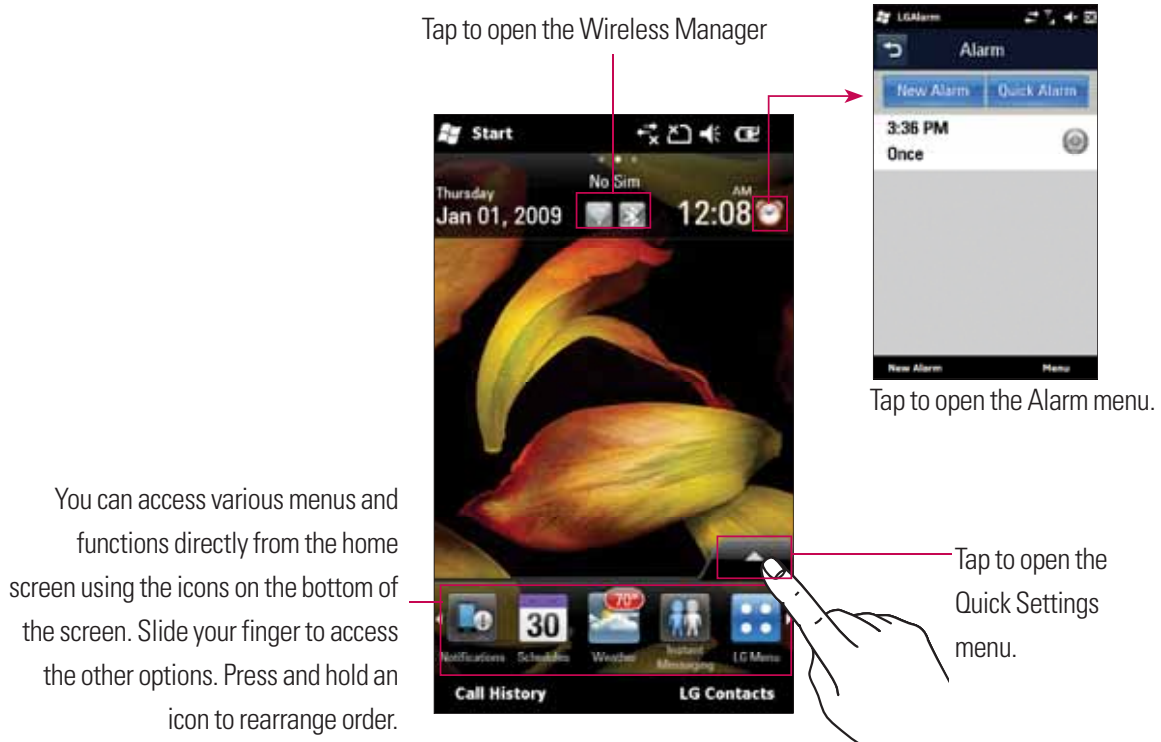 Tap to open the Wireless Manager
LGAlarm
Alarm
New Alarm Quick Alarm
3:36 PM
Once
New Alarm Menu
Tap to open the Alarm menu.
Start
No Sim
Thursday
Jan 01, 2009
AM
12:08
You can access various menus and
functions directly from the home
screen using the icons on the bottom of
the screen. Slide your finger to access
the other options. Press and hold an
icon to rearrange order.
Tap to open the
Quick Settings
menu.
70°
30
Notifications Schedules Weather Instant Messaging LG Menu
Call History LG Contacts